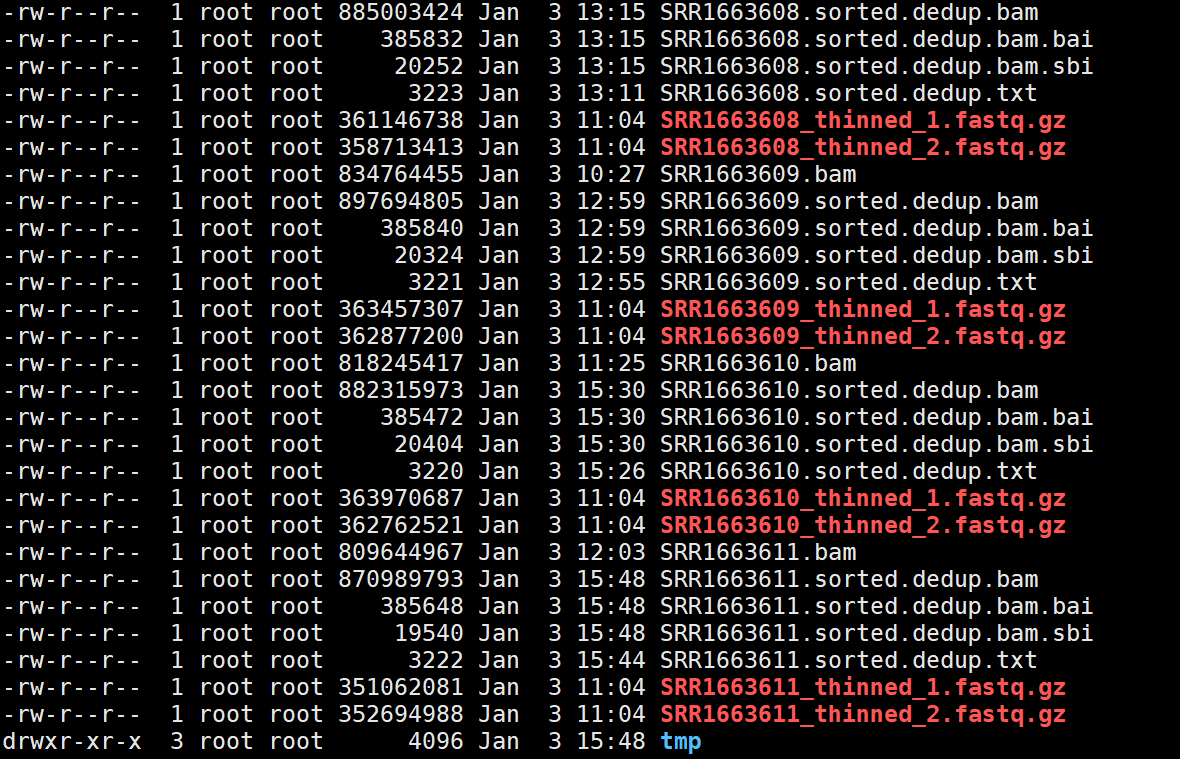 -rw-r--r--  1 root root 885003424 Jan  3 13:15 SRR1663608.sorted.dedup.bam
-rw-r--r--  1 root root    385832 Jan  3 13:15 SRR1663608.sorted.dedup.bam.bai
-rw-r--r--  1 root root     20252 Jan  3 13:15 SRR1663608.sorted.dedup.bam.sbi
-rw-r--r--  1 root root      3223 Jan  3 13:11 SRR1663608.sorted.dedup.txt
-rw-r--r--  1 root root 361146738 Jan  3 11:04 SRR1663608_thinned_1.fastq.gz
-rw-r--r--  1 root root 358713413 Jan  3 11:04 SRR1663608_thinned_2.fastq.gz
-rw-r--r--  1 root root 834764455 Jan  3 10:27 SRR1663609.bam
-rw-r--r--  1 root root 897694805 Jan  3 12:59 SRR1663609.sorted.dedup.bam
-rw-r--r--  1 root root    385840 Jan  3 12:59 SRR1663609.sorted.dedup.bam.bai
-rw-r--r--  1 root root     20324 Jan  3 12:59 SRR1663609.sorted.dedup.bam.sbi
-rw-r--r--  1 root root      3221 Jan  3 12:55 SRR1663609.sorted.dedup.txt
-rw-r--r--  1 root root 363457307 Jan  3 11:04 SRR1663609_thinned_1.fastq.gz
-rw-r--r--  1 root root 362877200 Jan  3 11:04 SRR1663609_thinned_2.fastq.gz
-rw-r--r--  1 root root 818245417 Jan  3 11:25 SRR1663610.bam
-rw-r--r--  1 root root 882315973 Jan  3 15:30 SRR1663610.sorted.dedup.bam
-rw-r--r--  1 root root    385472 Jan  3 15:30 SRR1663610.sorted.dedup.bam.bai
-rw-r--r--  1 root root     20404 Jan  3 15:30 SRR1663610.sorted.dedup.bam.sbi
-rw-r--r--  1 root root      3220 Jan  3 15:26 SRR1663610.sorted.dedup.txt
-rw-r--r--  1 root root 363970687 Jan  3 11:04 SRR1663610_thinned_1.fastq.gz
-rw-r--r--  1 root root 362762521 Jan  3 11:04 SRR1663610_thinned_2.fastq.gz
-rw-r--r--  1 root root 809644967 Jan  3 12:03 SRR1663611.bam
-rw-r--r--  1 root root 870989793 Jan  3 15:48 SRR1663611.sorted.dedup.bam
-rw-r--r--  1 root root    385648 Jan  3 15:48 SRR1663611.sorted.dedup.bam.bai
-rw-r--r--  1 root root     19540 Jan  3 15:48 SRR1663611.sorted.dedup.bam.sbi
-rw-r--r--  1 root root      3222 Jan  3 15:44 SRR1663611.sorted.dedup.txt
-rw-r--r--  1 root root 351062081 Jan  3 11:04 SRR1663611_thinned_1.fastq.gz
-rw-r--r--  1 root root 352694988 Jan  3 11:04 SRR1663611_thinned_2.fastq.gz
drwxr-xr-x  3 root root      4096 Jan  3 15:48 tmp